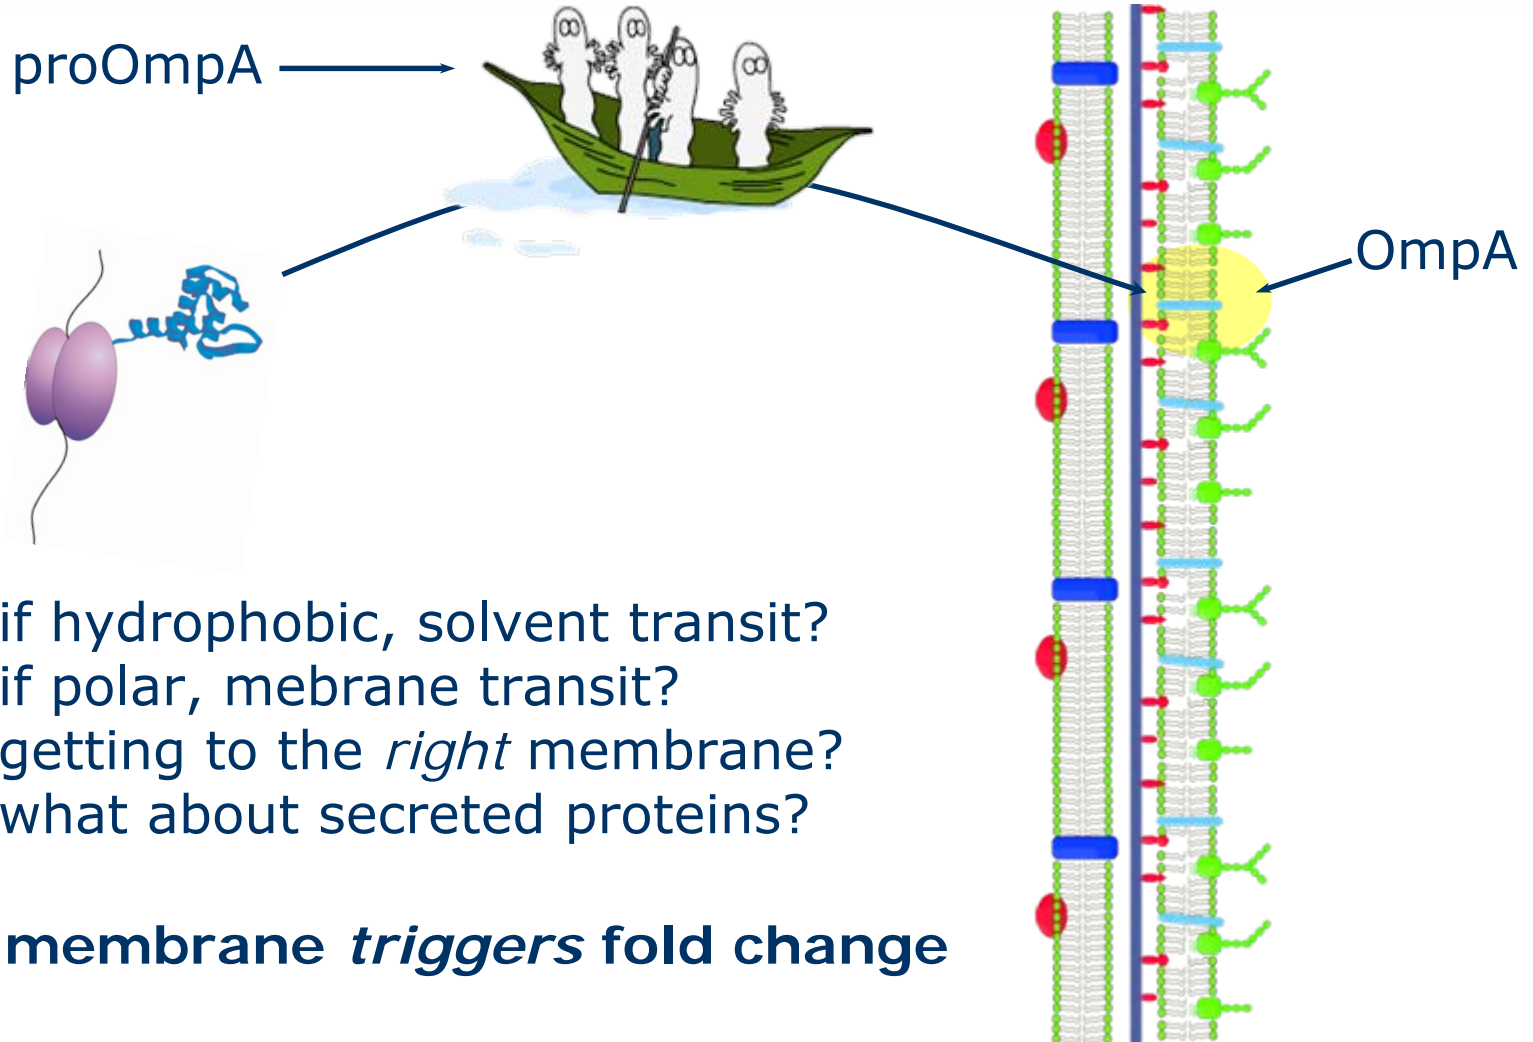 proOmpA
OmpA
if hydrophobic, solvent transit?
if polar, mebrane transit?
getting to the right membrane?
what about secreted proteins?
membrane triggers fold change